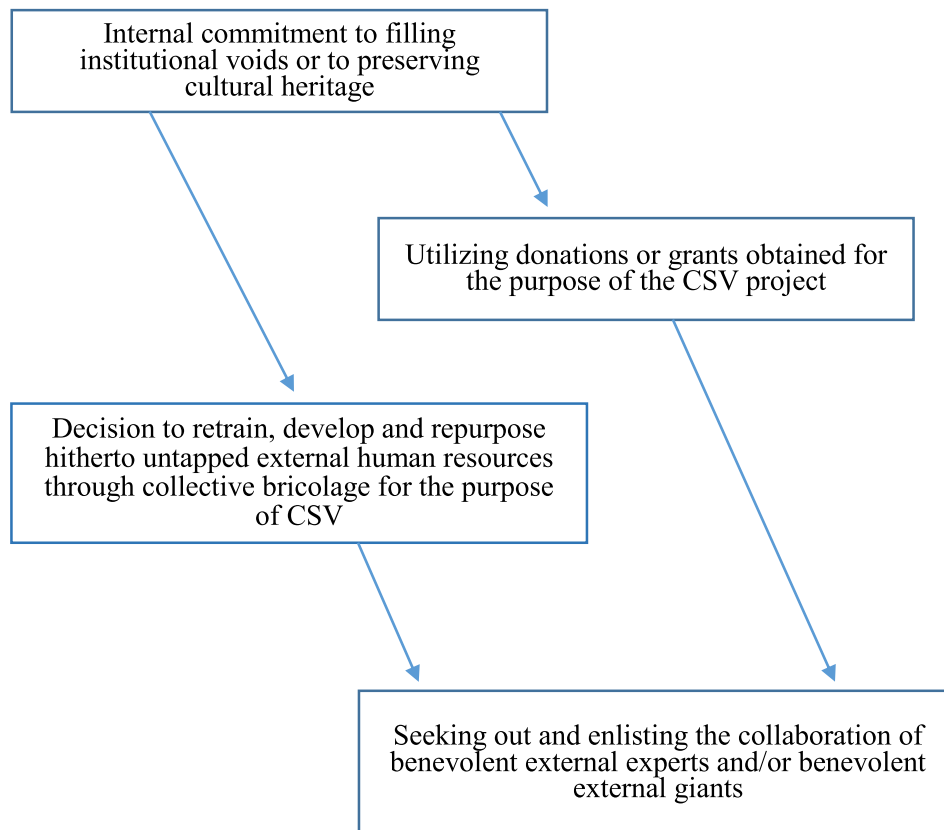 Internal commitment to filling
institutional voids or to preserving
cultural heritage
Utilizing donations or grants obtained for
the purpose of the CSV project
Decision to retrain, develop and repurpose
hitherto untapped external human resources
through collective bricolage for the purpose
of CSV
Seeking out and enlisting the collaboration of
benevolent external experts and/or benevolent
external giants